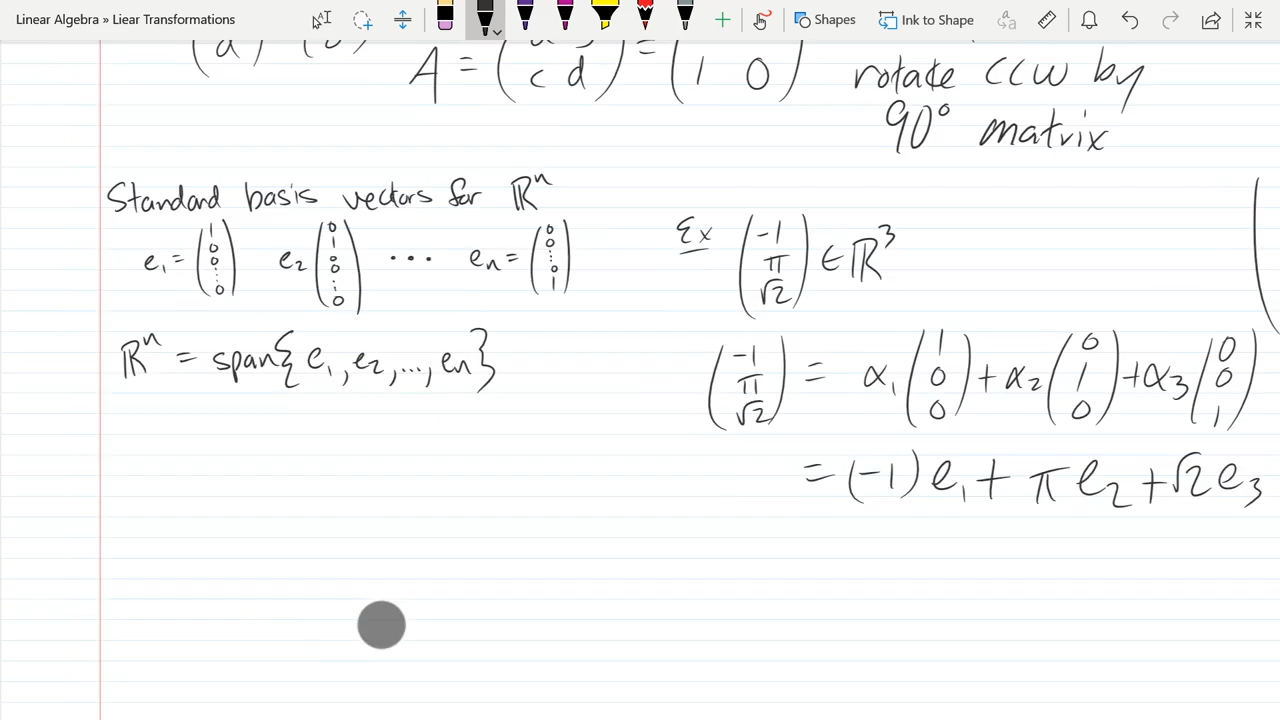 Linear Algebra » Liear Transformations
Shapes
Ink to Shape
A = ( c d ) = ( 1 0 ) rotate CCW by
90° matrix
Standard basis vectors for ℝⁿ
e₁ = (1 0 0 ⋮ 0) e₂ (0 1 0 0 ⋮ 0) ··· eₙ = (0 0 ⋮ 0 1)
ℝⁿ = span{e₁, e₂, ..., eₙ}
Ex (-1 π √2) ∈ ℝ³
(-1 π √2) = α₁ (1 0 0) + α₂ (0 1 0) + α₃ (0 0 1)
= (-1)e₁ + π e₂ + √2 e₃